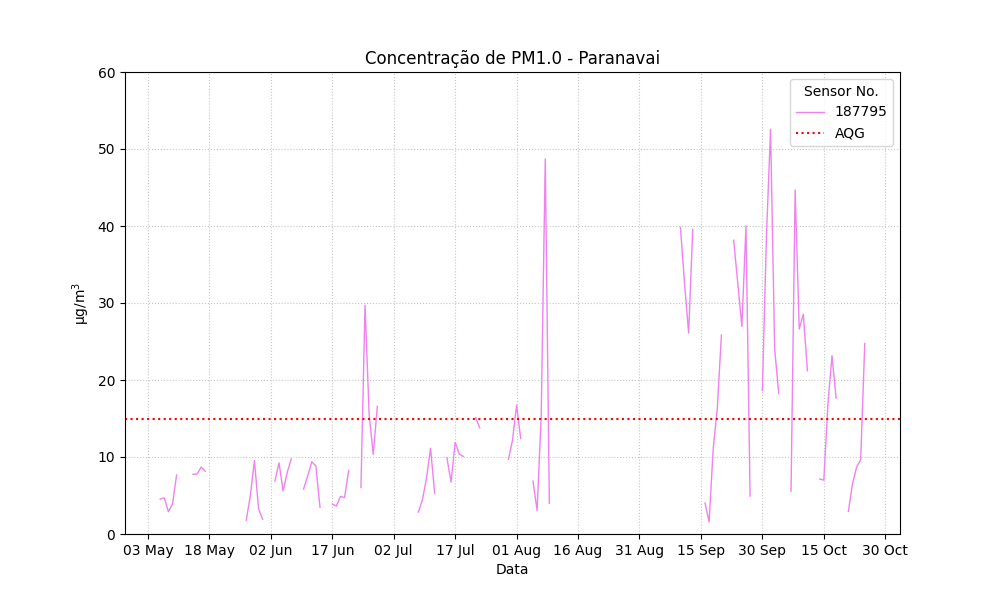 Concentração de PM1.0 - Paranavai
60
50
40
30
20
10
0
µg/m³
Sensor No.
187795
AQG
03 May 18 May 02 Jun 17 Jun 02 Jul 17 Jul 01 Aug 16 Aug 31 Aug 15 Sep 30 Sep 15 Oct 30 Oct
Data